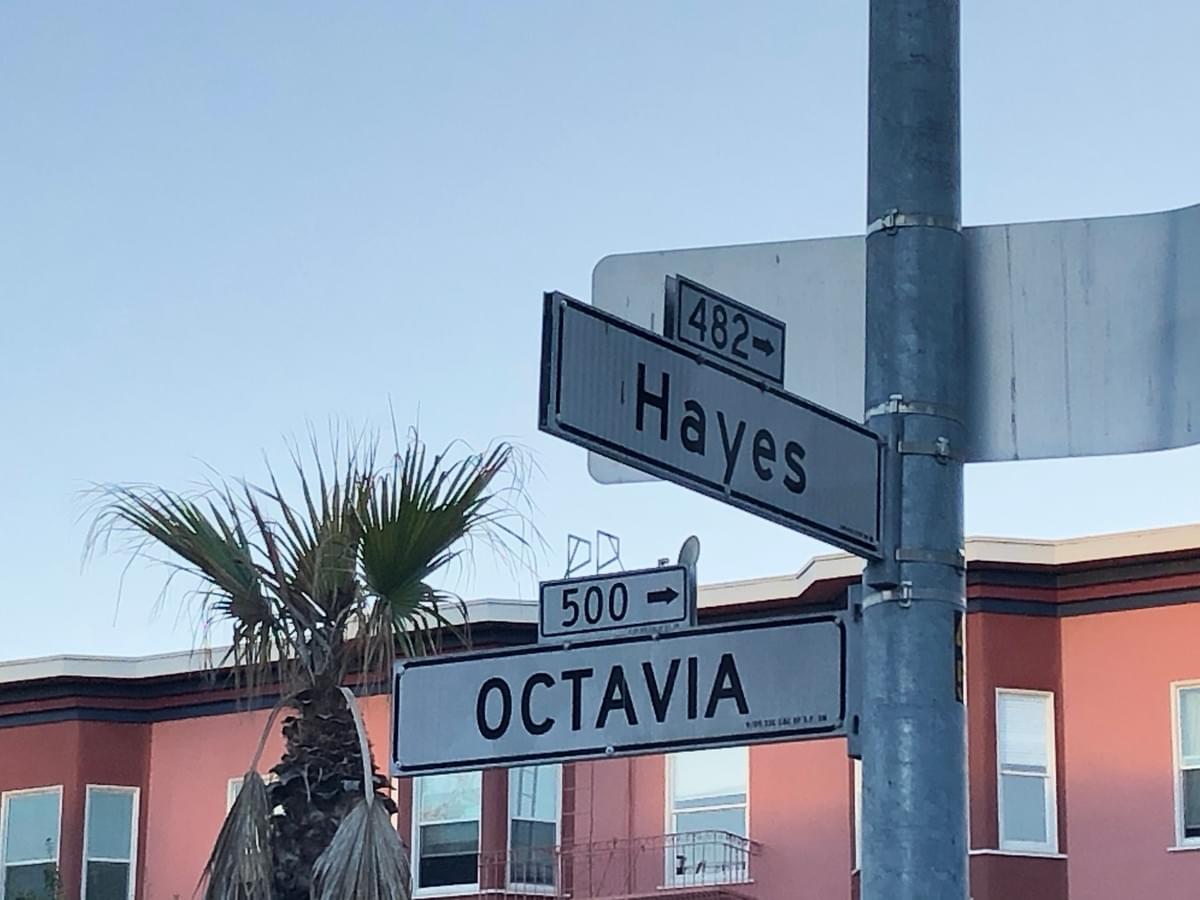 482→
Hayes
500 →
OCTAVIA